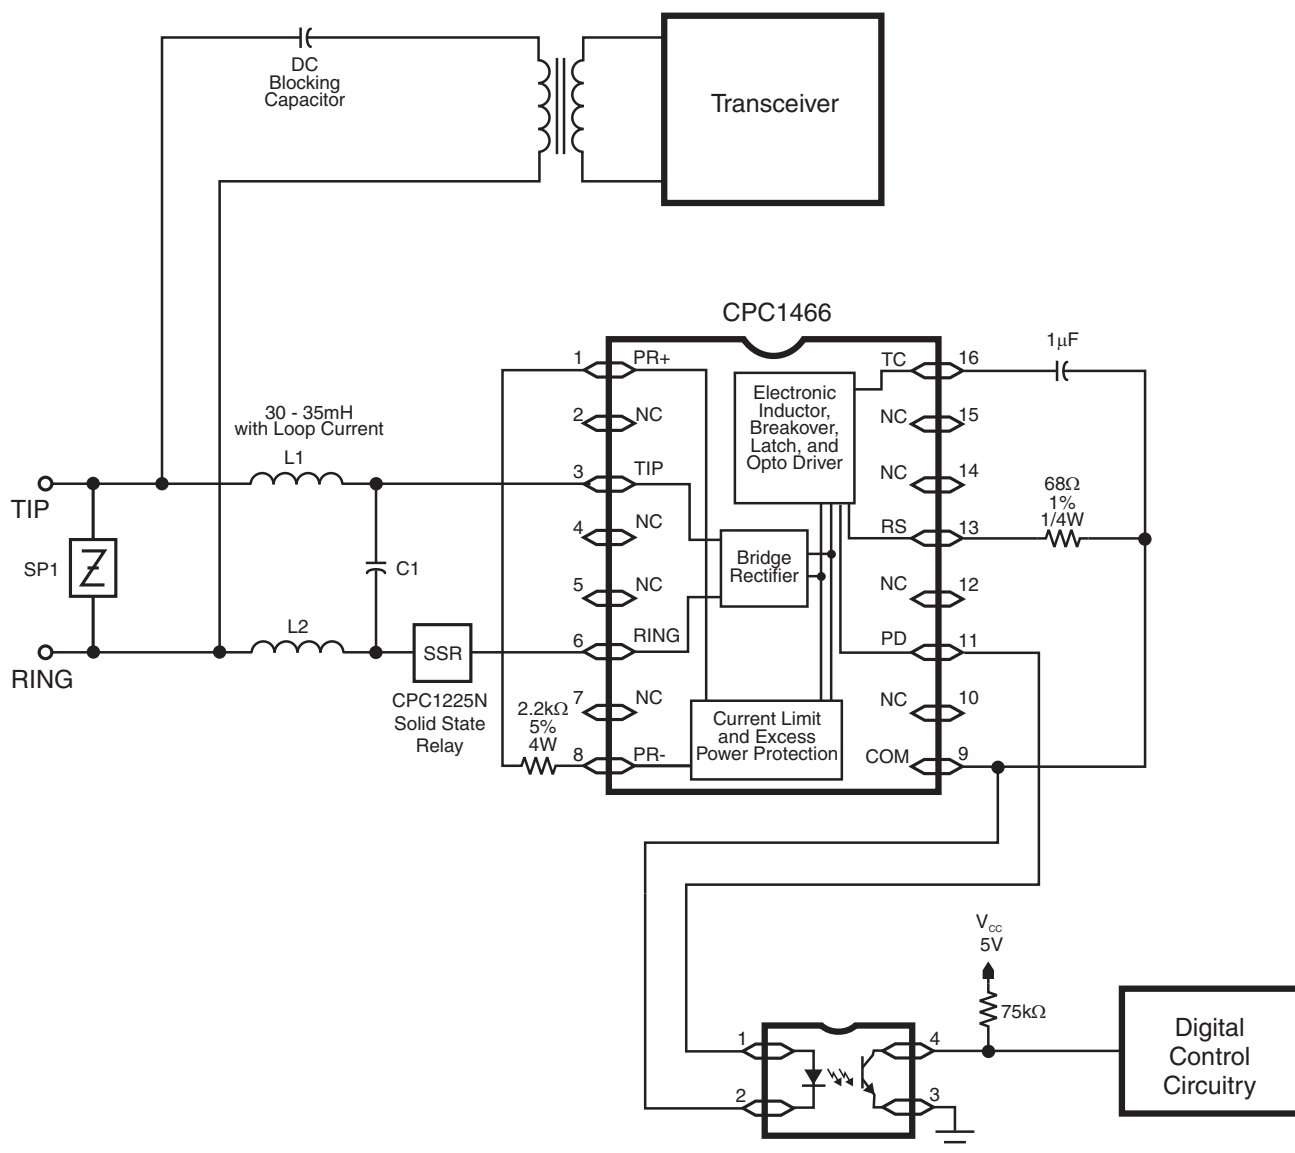 DC
Blocking
Capacitor
Transceiver
CPC1466
1
PR+
TC
16
1μF
2
NC
NC
15
Electronic
Inductor,
Breakover,
Latch, and
Opto Driver
30 - 35mH
with Loop Current
L1
TIP
3
TIP
NC
14
4
NC
RS
13
68Ω
1%
1/4W
SP1
C1
Bridge
Rectifier
5
NC
NC
12
L2
RING
SSR
6
RING
PD
11
CPC1225N
Solid State
Relay
7
NC
NC
10
2.2kΩ
5%
4W
8
PR-
Current Limit
and Excess
Power Protection
COM
9
VCC
5V
75kΩ
1
2
4
3
Digital
Control
Circuitry